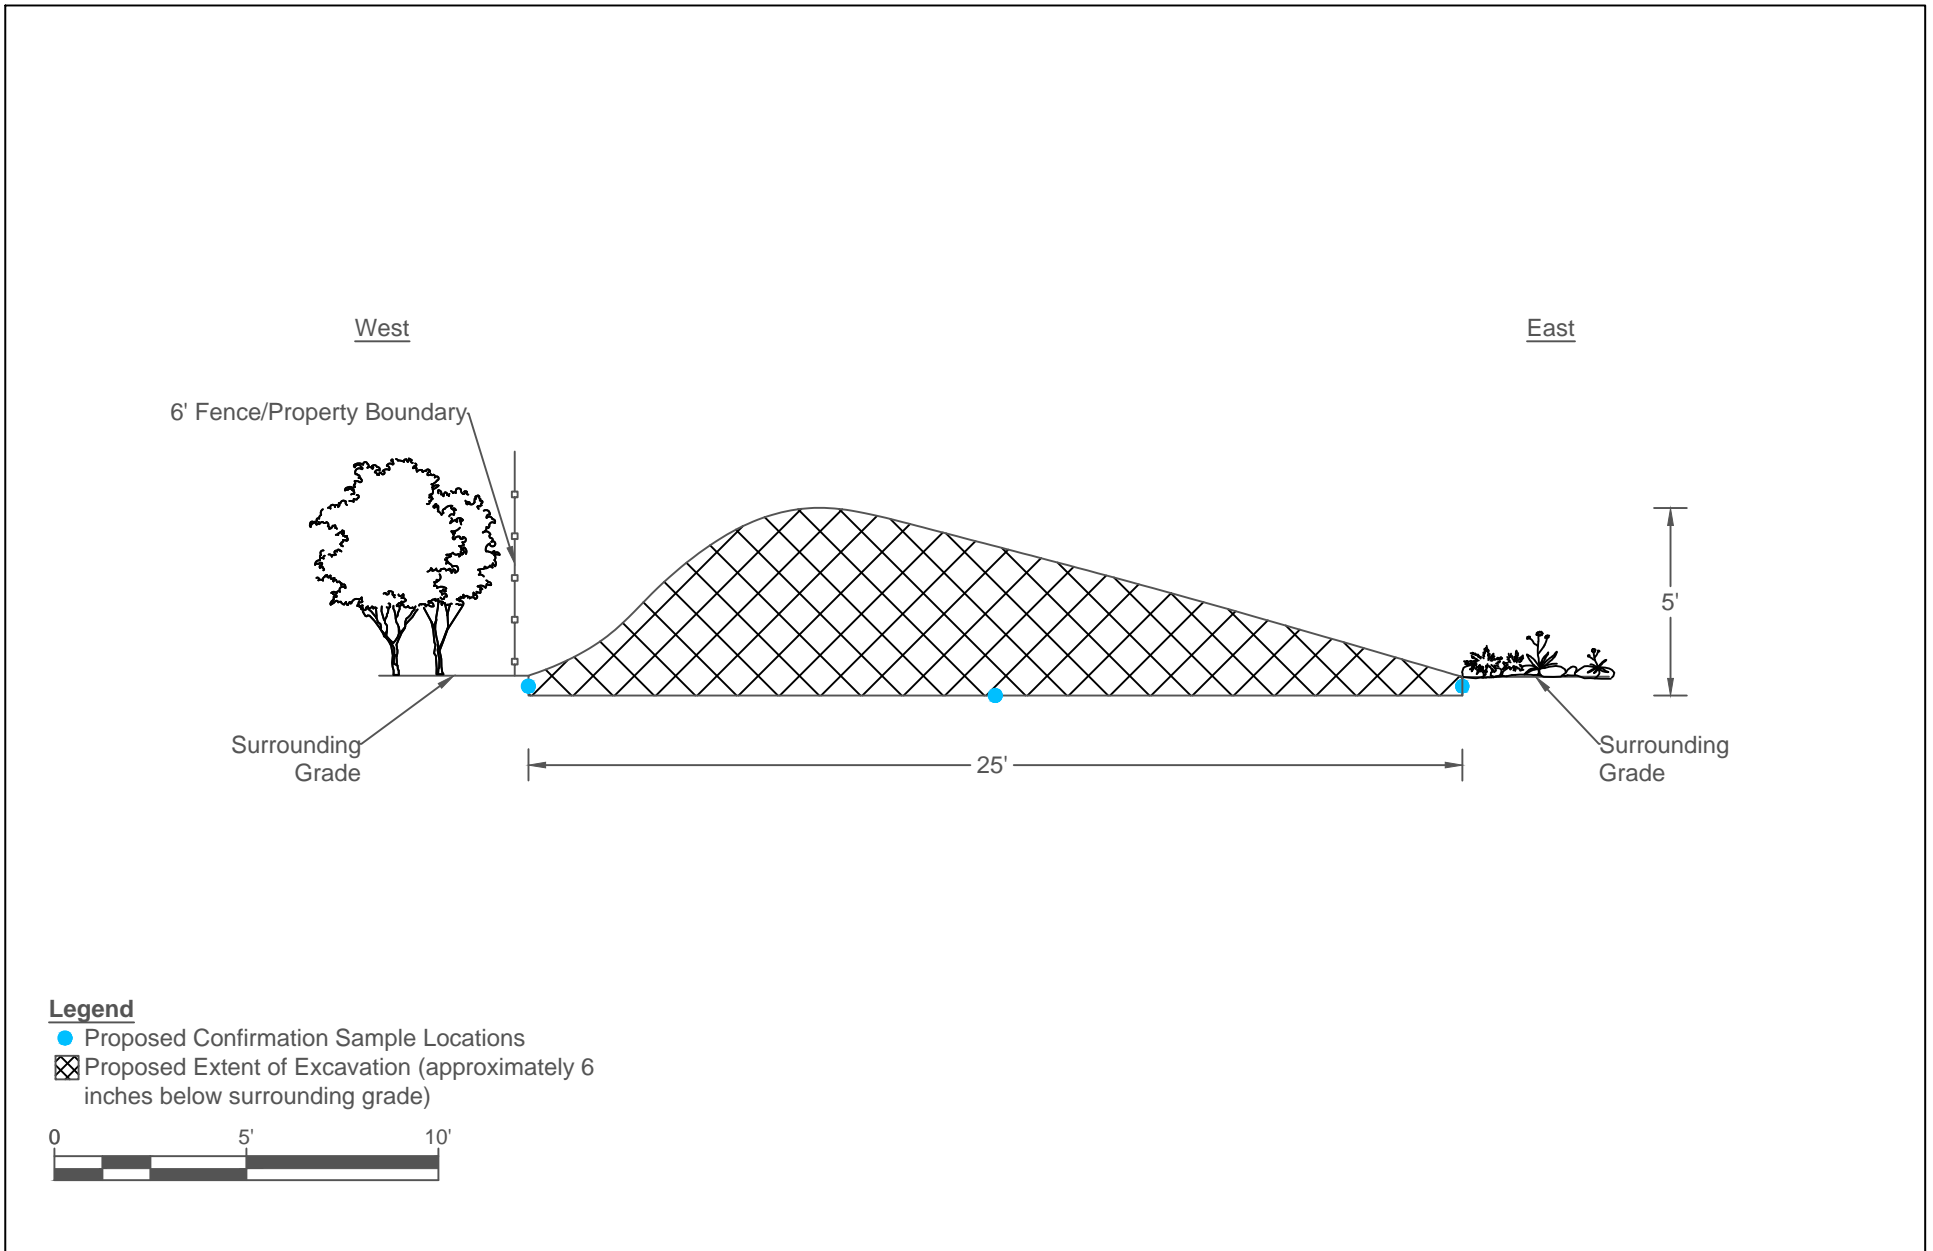 West
East
6' Fence/Property Boundary
5'
Surrounding
Grade
25'
Surrounding
Grade
Legend
Proposed Confirmation Sample Locations
Proposed Extent of Excavation (approximately 6
inches below surrounding grade)
0 5' 10'